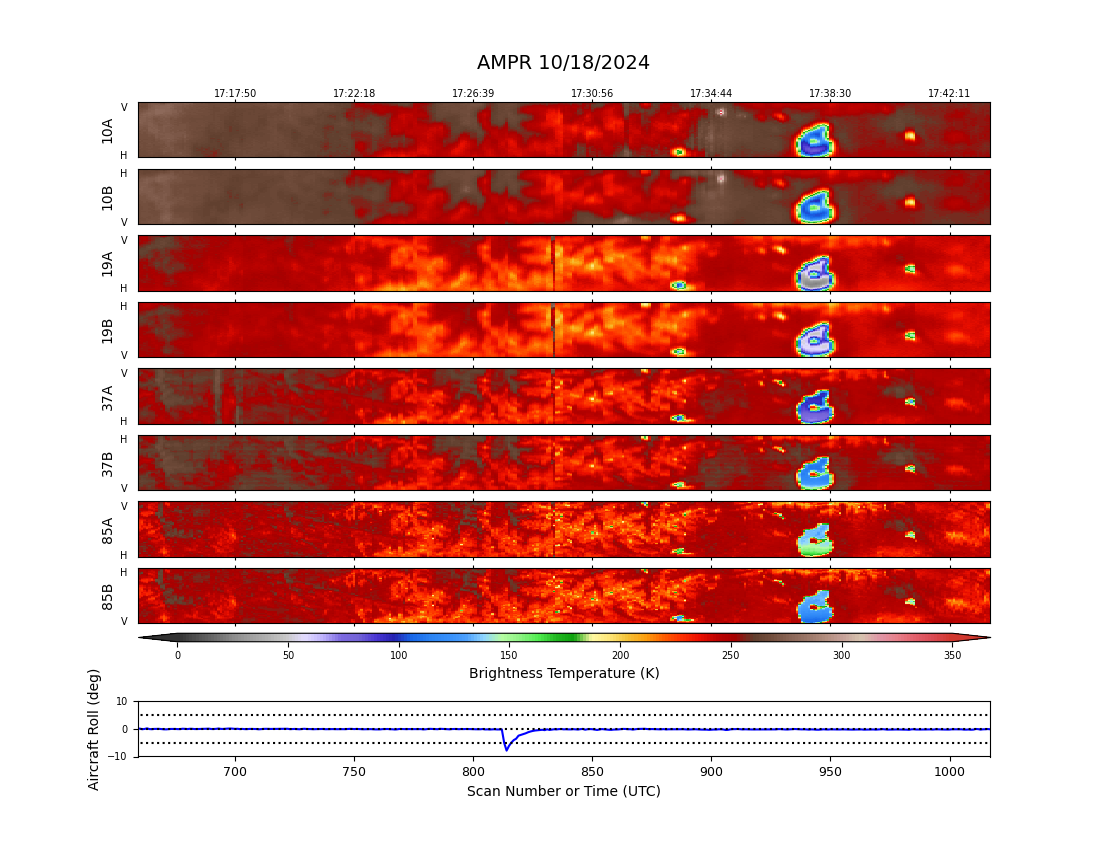 AMPR 10/18/2024
17:17:50 17:22:18 17:26:39 17:30:56 17:34:44 17:38:30 17:42:11
V
10A
H
H
10B
V
V
19A
H
H
19B
V
V
37A
H
H
37B
V
V
85A
H
H
85B
V
0 50 100 150 200 250 300 350
Brightness Temperature (K)
Aircraft Roll (deg)
10
0
−10
700 750 800 850 900 950 1000
Scan Number or Time (UTC)